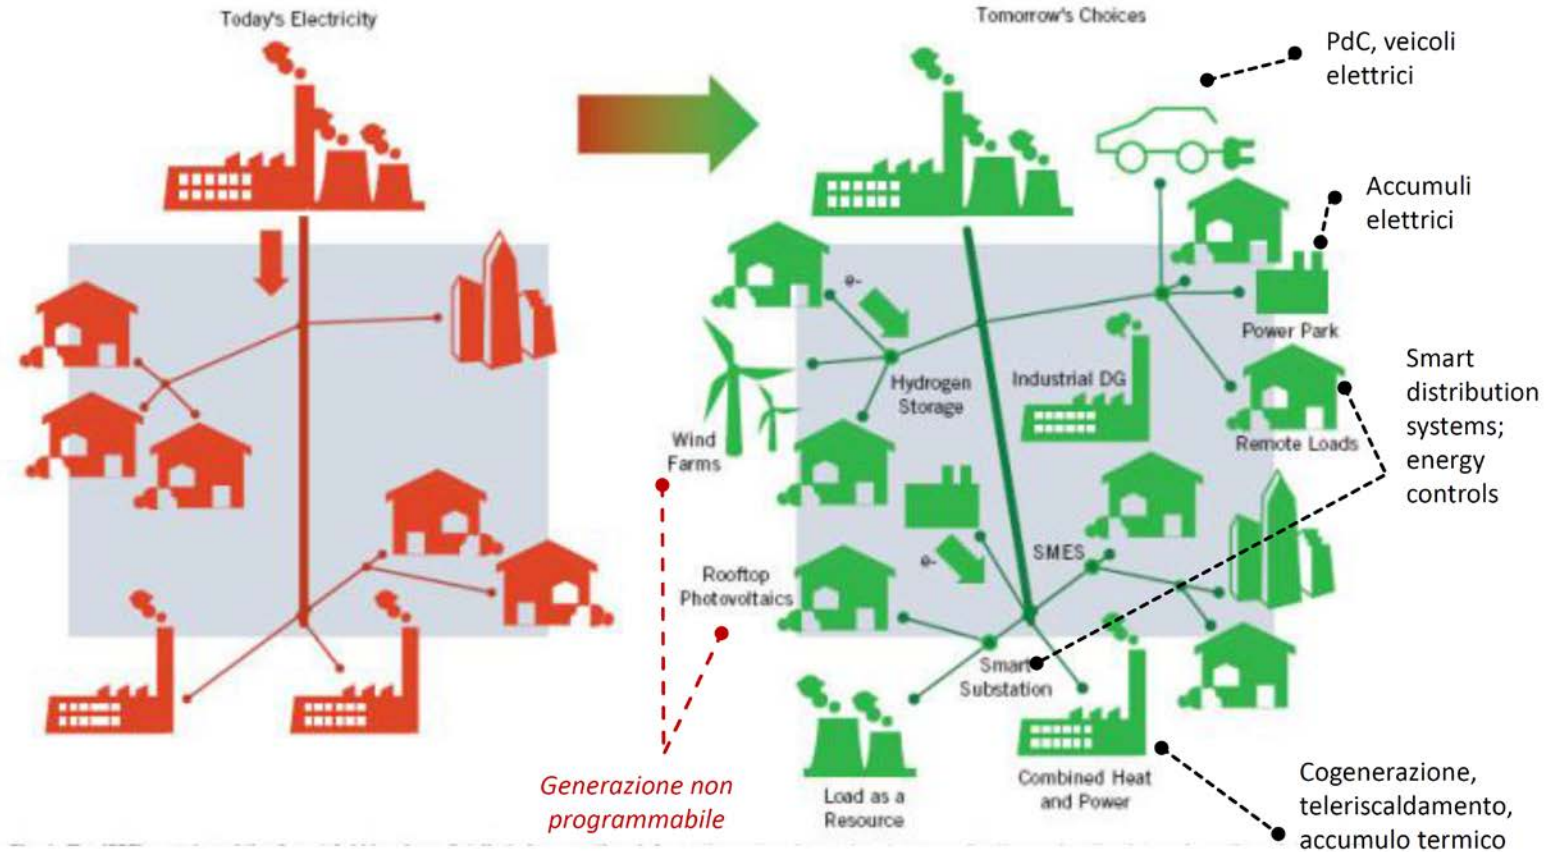 Today's Electricity
Tomorrow's Choices
PdC, veicoli
elettrici
Accumuli
elettrici
e-
Power Park
Hydrogen
Storage
Industrial DG
Smart
distribution
systems;
energy
controls
Wind
Farms
Remote Loads
SMES
e-
Rooftop
Photovoltaics
Smart
Substation
Generazione non
programmabile
Load as a
Resource
Combined Heat
and Power
Cogenerazione,
teleriscaldamento,
accumulo termico